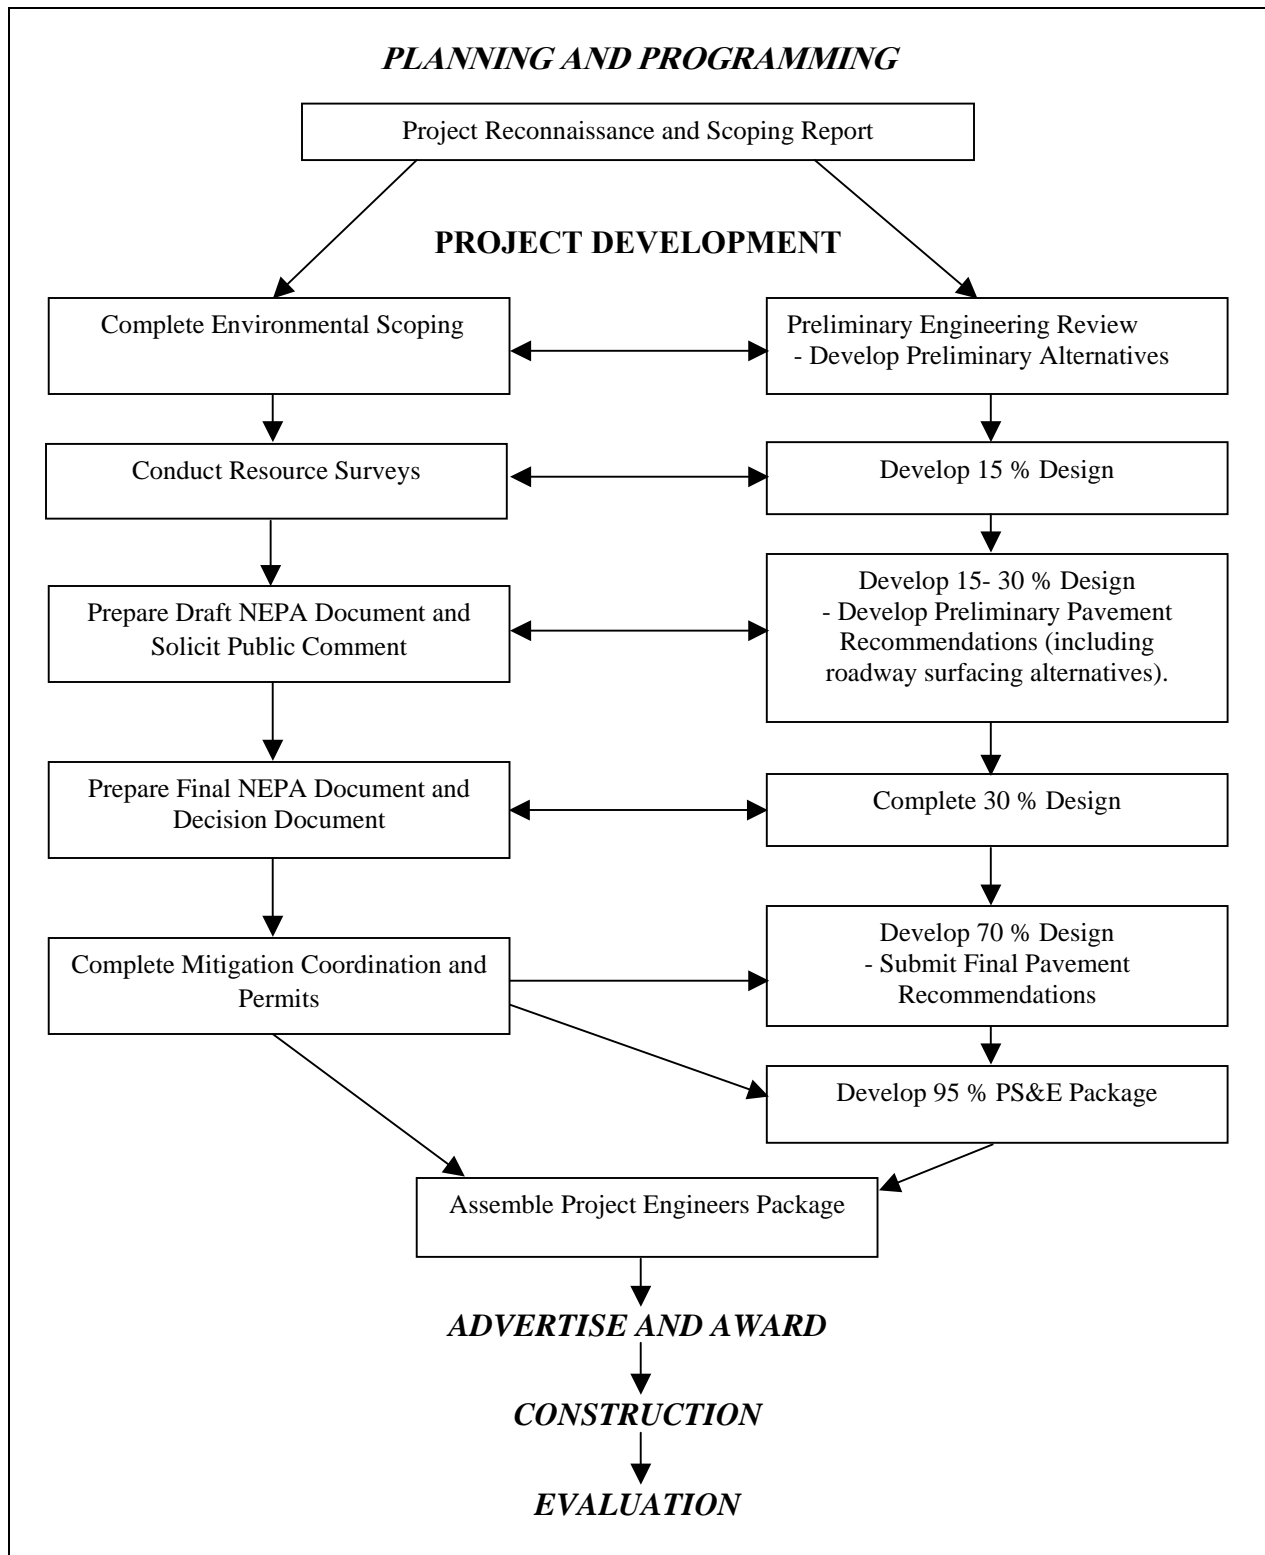 PLANNING AND PROGRAMMING
Project Reconnaissance and Scoping Report
PROJECT DEVELOPMENT
Complete Environmental Scoping
Preliminary Engineering Review
- Develop Preliminary Alternatives
Conduct Resource Surveys
Develop 15 % Design
Prepare Draft NEPA Document and
Solicit Public Comment
Develop 15- 30 % Design
- Develop Preliminary Pavement
Recommendations (including
roadway surfacing alternatives).
Prepare Final NEPA Document and
Decision Document
Complete 30 % Design
Complete Mitigation Coordination and
Permits
Develop 70 % Design
- Submit Final Pavement
Recommendations
Develop 95 % PS&E Package
Assemble Project Engineers Package
ADVERTISE AND AWARD
CONSTRUCTION
EVALUATION